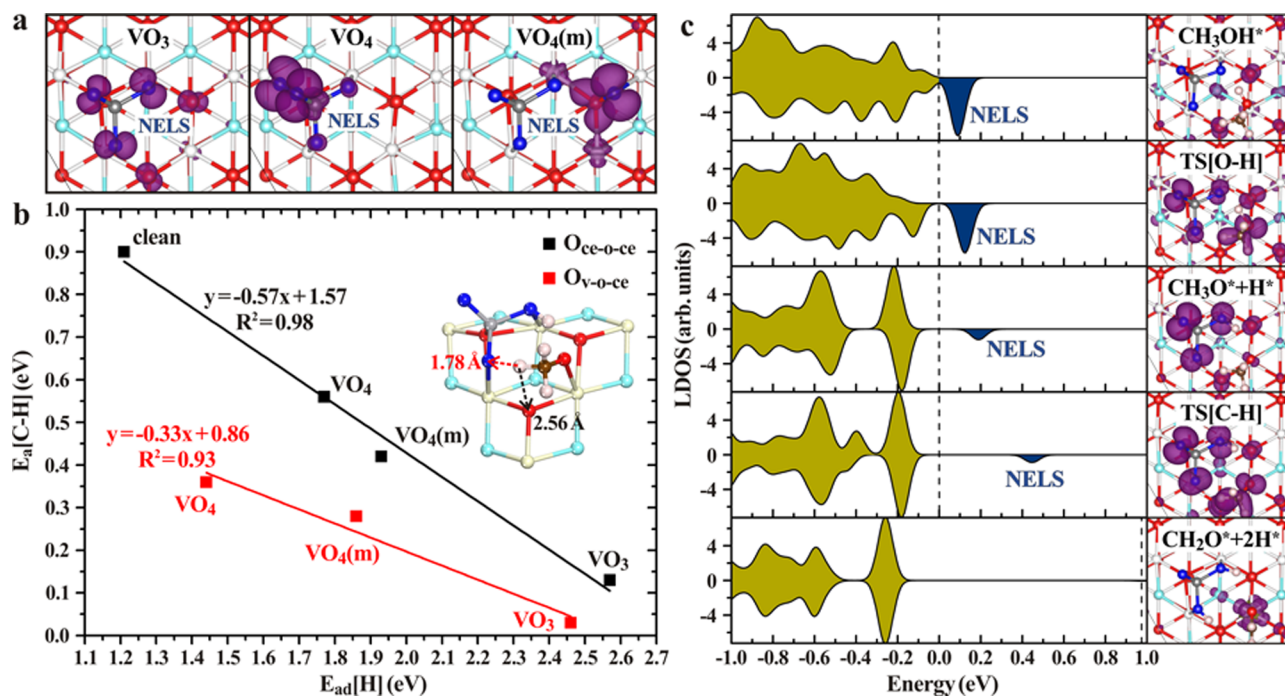 a
VO3
VO4
VO4(m)
NELS
NELS
NELS
b
Ea[C-H] (eV)
1.0
0.9
0.8
0.7
0.6
0.5
0.4
0.3
0.2
0.1
0.0
clean
Oce-o-ce
Ov-o-ce
y=-0.57x+1.57
R²=0.98
1.78 Å
2.56 Å
VO4
VO4(m)
y=-0.33x+0.86
R²=0.93
VO4
VO4(m)
VO3
VO3
1.1 1.2 1.3 1.4 1.5 1.6 1.7 1.8 1.9 2.0 2.1 2.2 2.3 2.4 2.5 2.6 2.7
Ead[H] (eV)
c
LDOS (arb. units)
4
0
-4
NELS
CH3OH*
4
0
-4
NELS
TS[O-H]
4
0
-4
NELS
CH3O*+H*
4
0
-4
NELS
TS[C-H]
4
0
-4
CH2O*+2H*
-1.0 -0.8 -0.6 -0.4 -0.2 0.0 0.2 0.4 0.6 0.8 1.0
Energy (eV)